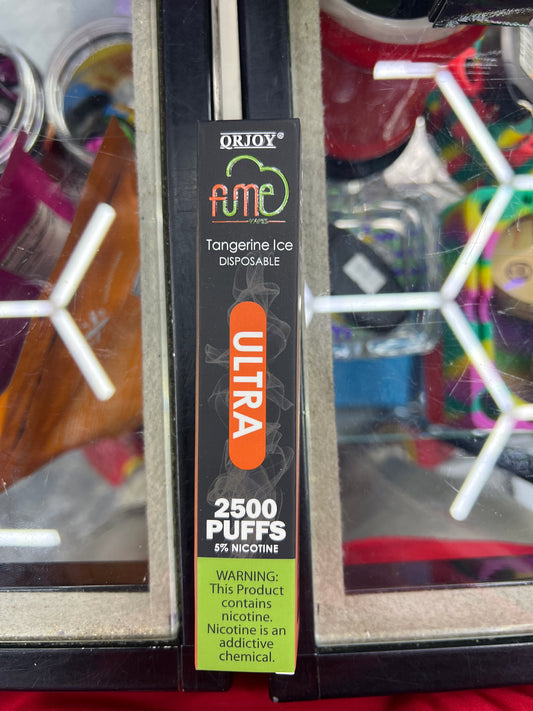 QRJOY®
fume
VAPES
Tangerine Ice
DISPOSABLE
ULTRA
2500
PUFFS
5% NICOTINE
WARNING:
This Product
contains
nicotine.
Nicotine is an
addictive
chemical.